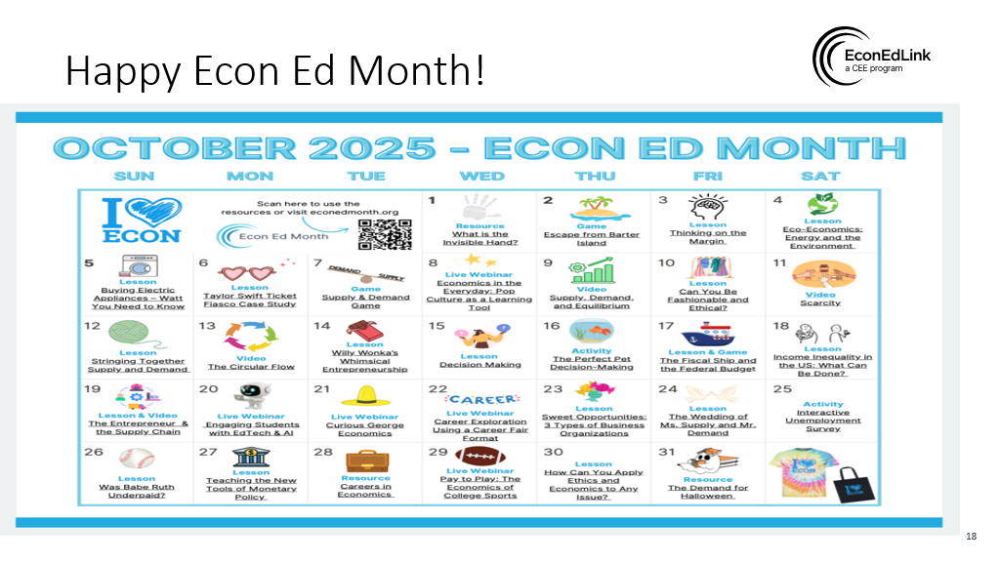 Happy Econ Ed Month!
EconEdLink
a CEE program
OCTOBER 2025 - ECON ED MONTH
SUN MON TUE WED THU FRI SAT
I
ECON
Scan here to use the
resources or visit econedmonth.org
Econ Ed Month
1
Resource
What is the
Invisible Hand?
2
Game
Escape from Barter
Island
3
Lesson
Thinking on the
Margin
4
Lesson
Eco-Economics:
Energy and the
Environment
5
Lesson
Buying Electric
Appliances – Watt
You Need to Know
6
Lesson
Taylor Swift Ticket
Fiasco Case Study
7
DEMAND SUPPLY
Game
Supply & Demand
Game
8
Live Webinar
Economics in the
Everyday: Pop
Culture as a Learning
Tool
9
Video
Supply, Demand,
and Equilibrium
10
Lesson
Can You Be
Fashionable and
Ethical?
11
Video
Scarcity
12
Lesson
Stringing Together
Supply and Demand
13
Video
The Circular Flow
14
Lesson
Willy Wonka's
Whimsical
Entrepreneurship
15
Lesson
Decision Making
16
Activity
The Perfect Pet
Decision-Making
17
Lesson & Game
The Fiscal Ship and
the Federal Budget
18
Lesson
Income Inequality in
the US: What Can
Be Done?
19
Lesson & Video
The Entrepreneur &
the Supply Chain
20
Live Webinar
Engaging Students
with EdTech & AI
21
Live Webinar
Curious George
Economics
22
CAREER
Live Webinar
Career Exploration
Using a Career Fair
Format
23
Lesson
Sweet Opportunities:
3 Types of Business
Organizations
24
Lesson
The Wedding of
Ms. Supply and Mr.
Demand
25
Activity
Interactive
Unemployment
Survey
26
Lesson
Was Babe Ruth
Underpaid?
27
Lesson
Teaching the New
Tools of Monetary
Policy
28
Resource
Careers in
Economics
29
Live Webinar
Pay to Play: The
Economics of
College Sports
30
Lesson
How Can You Apply
Ethics and
Economics to Any
Issue?
31
Resource
The Demand for
Halloween
I
ECON
18